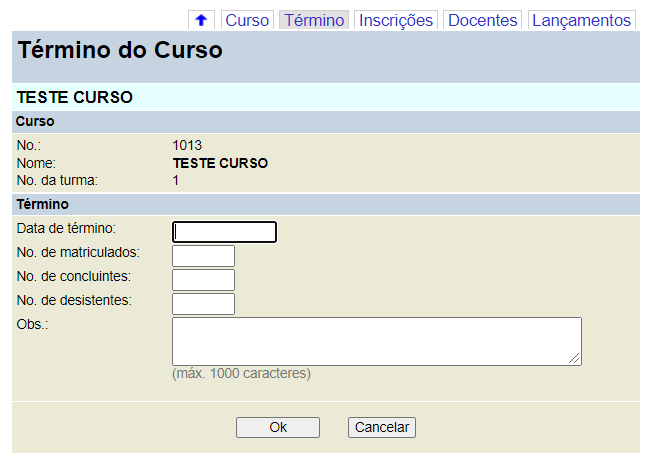 Curso Término Inscrições Docentes Lançamentos
Término do Curso
TESTE CURSO
Curso
No.: 1013
Nome: TESTE CURSO
No. da turma: 1
Término
Data de término:
No. de matriculados:
No. de concluintes:
No. de desistentes:
Obs.:
(máx. 1000 caracteres)
Ok Cancelar